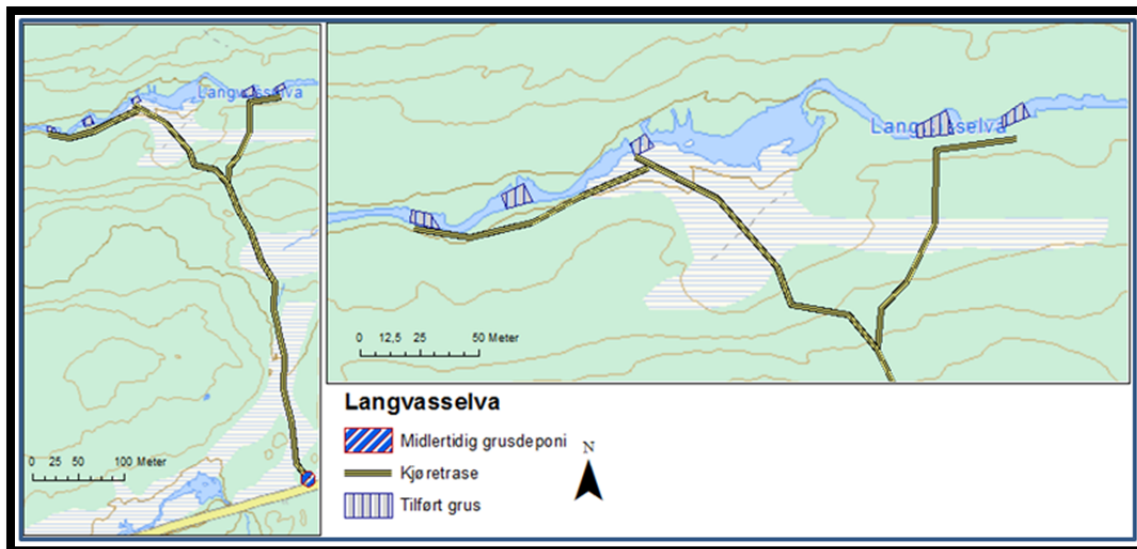 Langvasselva
0 25 50 100 Meter
Langvasselva
0 12,5 25 50 Meter
Langvasselva
Midlertidig grusdeponi
Kjøretrase
Tilført grus
N